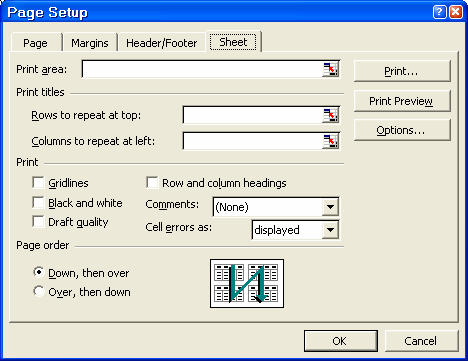 Page Setup
Page Margins Header/Footer Sheet
Print area:
Print...
Print titles
Print Preview
Rows to repeat at top:
Columns to repeat at left:
Options...
Print
Gridlines Row and column headings
Black and white Comments: (None)
Draft quality Cell errors as: displayed
Page order
Down, then over
Over, then down
OK Cancel